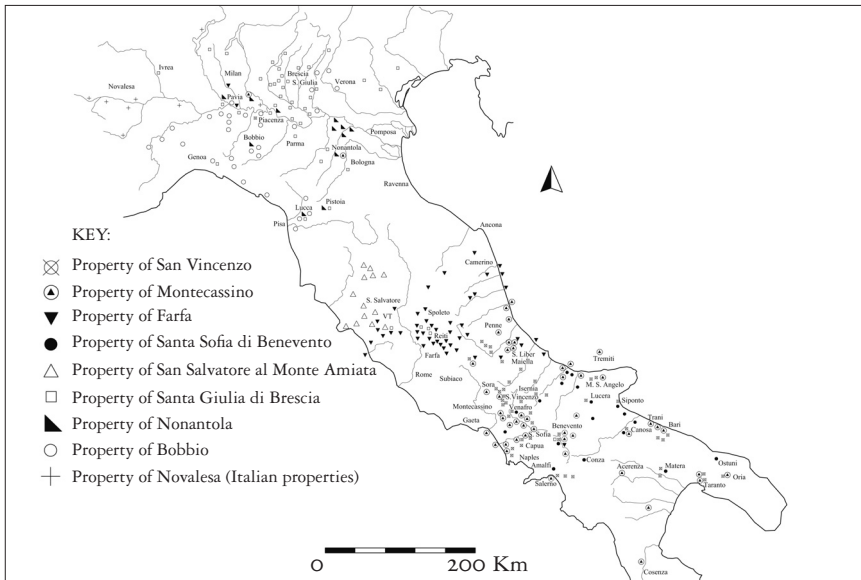 Ivrea
Milan
Brescia
S. Giulia
Verona
Novalesa
Pavia
Piacenza
Pomposa
Bobbio
Parma
Nonantola
Genoa
Bologna
Ravenna
Pistoia
Lucca
Pisa
Ancona
KEY:
Camerino
Property of San Vincenzo
Property of Montecassino
S. Salvatore
Property of Farfa
VT
Spoleto
Penne
Property of Santa Sofia di Benevento
Reiti
Tremiti
Farfa
S. Liber
Maiella
Property of San Salvatore al Monte Amiata
Rome
Subiaco
M. S. Angelo
Property of Santa Giulia di Brescia
Sora
Isernia
Lucera
Siponto
S. Vincenzo
Property of Nonantola
Montecassino
Venafro
Trani
Gaeta
Benevento
Canosa
Bari
Property of Bobbio
S. Sofia
Capua
Naples
Property of Novalesa (Italian properties)
Amalfi
Conza
Acerenza
Matera
Ostuni
Oria
Salerno
Taranto
0 200 Km
Cosenza